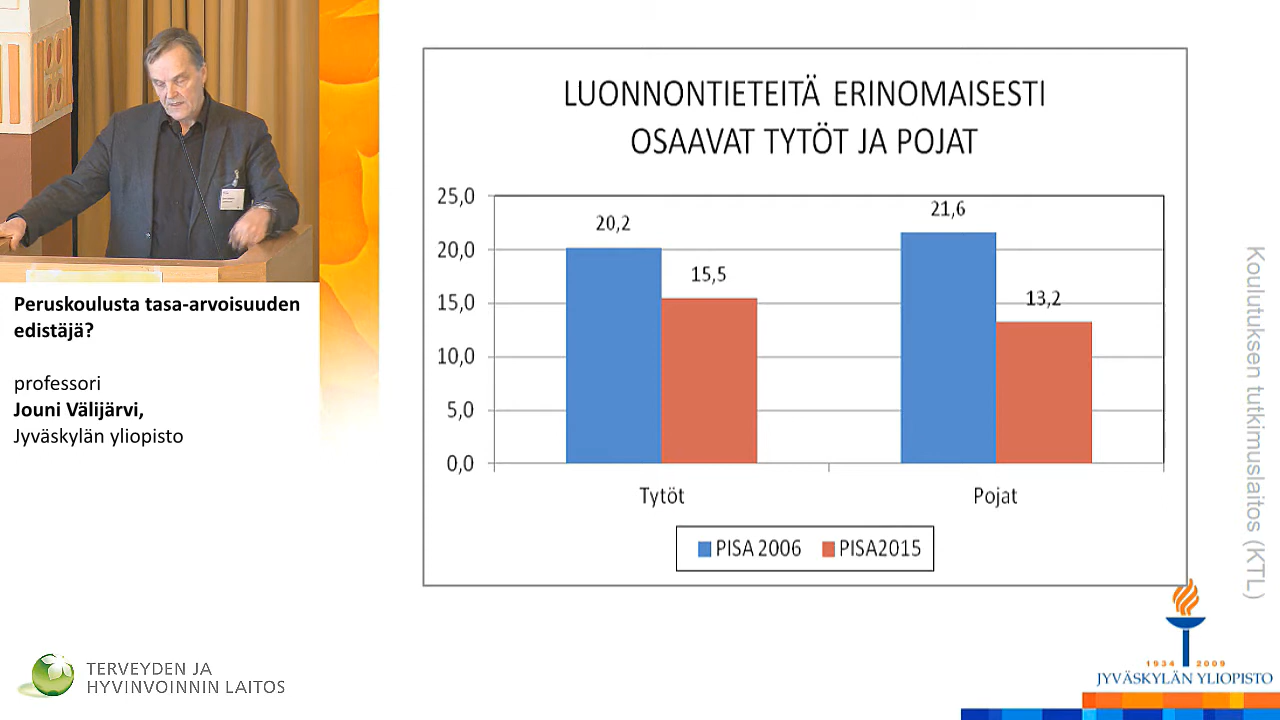 Peruskoulusta tasa-arvoisuuden
edistäjä?
professori
Jouni Välijärvi,
Jyväskylän yliopisto
TERVEYDEN JA
HYVINVOINNIN LAITOS
LUONNONTIETEITÄ ERINOMAISESTI
OSAAVAT TYTÖT JA POJAT
25,0
20,0
15,0
10,0
5,0
0,0
20,2
15,5
21,6
13,2
Tytöt
Pojat
PISA 2006
PISA2015
Koulutuksen tutkimuslaitos (KTL)
1934 2009
JYVÄSKYLÄN YLIOPISTO